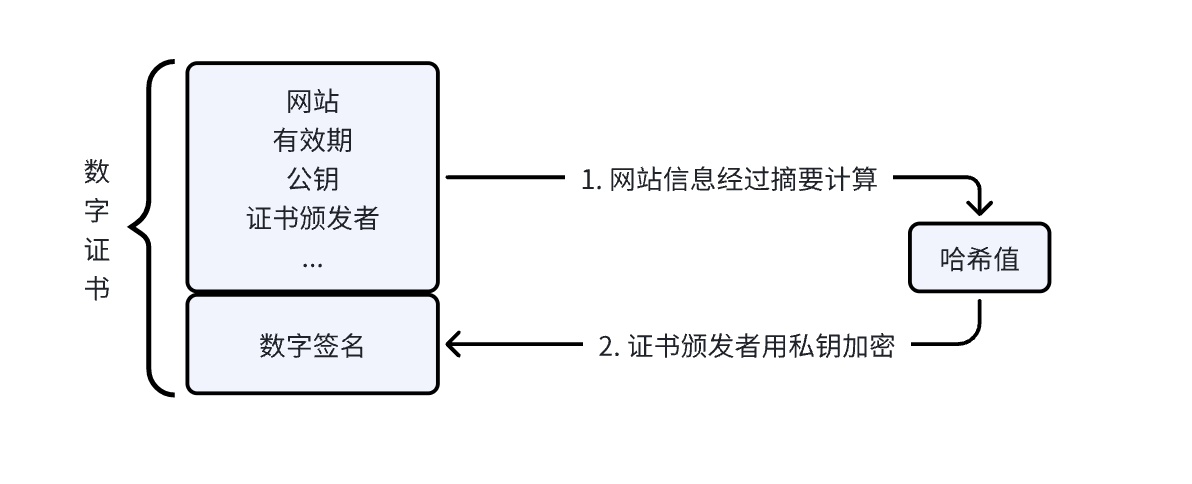 数字证书
网站
有效期
公钥
证书颁发者
...
数字签名
1. 网站信息经过摘要计算
哈希值
2. 证书颁发者用私钥加密